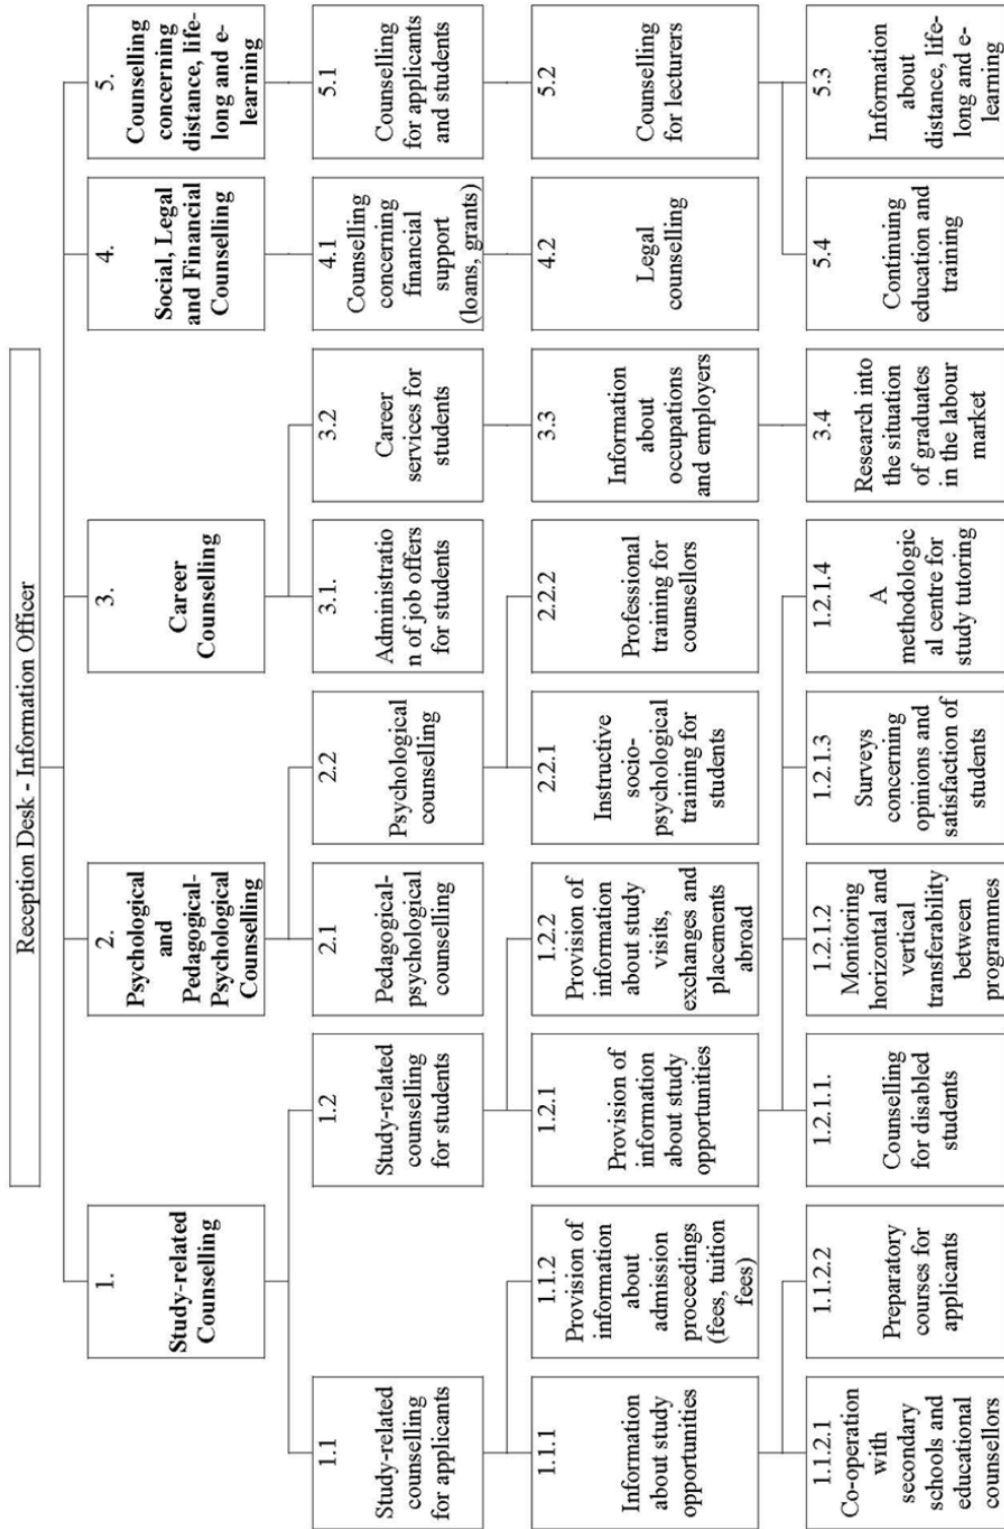 Reception Desk - Information Officer
1.
Study-related
Counselling
2.
Psychological
and
Pedagogical-
Psychological
Counselling
3.
Career
Counselling
4.
Social, Legal
and Financial
Counselling
5.
Counselling
concerning
distance, life-
long and e-
learning
1.1
Study-related
counselling
for applicants
1.2
Study-related
counselling
for students
2.1
Pedagogical-
psychological
counselling
2.2
Psychological
counselling
3.1.
Administratio
n of job offers
for students
3.2
Career
services for
students
4.1
Counselling
concerning
financial
support
(loans, grants)
5.1
Counselling
for applicants
and students
1.1.1
Information
about study
opportunities
1.1.2
Provision of
information
about
admission
proceedings
(fees, tuition
fees)
1.2.1
Provision of
information
about study
opportunities
1.2.2
Provision of
information
about study
visits,
exchanges and
placements
abroad
2.2.1
Instructive
socio-
psychological
training for
students
2.2.2
Professional
training for
counsellors
3.3
Information
about
occupations
and employers
4.2
Legal
counselling
5.2
Counselling
for lecturers
1.1.2.1
Co-operation
with
secondary
schools and
educational
counsellors
1.1.2.2
Preparatory
courses for
applicants
1.2.1.1.
Counselling
for disabled
students
1.2.1.2
Monitoring
horizontal and
vertical
transferability
between
programmes
1.2.1.3
Surveys
concerning
opinions and
satisfaction of
students
1.2.1.4
A
methodologic
al centre for
study tutoring
3.4
Research into
the situation
of graduates
in the labour
market
5.4
Continuing
education and
training
5.3
Information
about
distance, life-
long and e-
learning